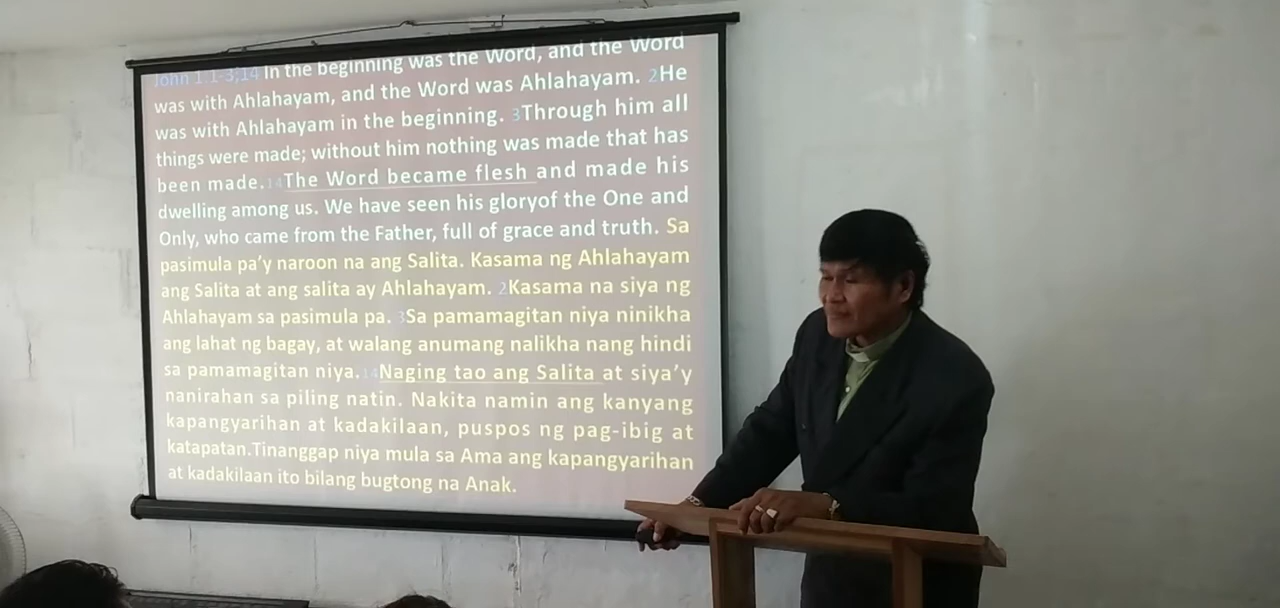 John 1:1-3;14 In the beginning was the Word, and the Word
was with Ahlahayam, and the Word was Ahlahayam. 2He
was with Ahlahayam in the beginning. 3Through him all
things were made; without him nothing was made that has
been made.14The Word became flesh and made his
dwelling among us. We have seen his gloryof the One and
Only, who came from the Father, full of grace and truth. Sa
pasimula pa’y naroon na ang Salita. Kasama ng Ahlahayam
ang Salita at ang salita ay Ahlahayam. 2Kasama na siya ng
Ahlahayam sa pasimula pa. 3Sa pamamagitan niya ninikha
ang lahat ng bagay, at walang anumang nalikha nang hindi
sa pamamagitan niya. 14Naging tao ang Salita at siya’y
nanirahan sa piling natin. Nakita namin ang kanyang
kapangyarihan at kadakilaan, puspos ng pag-ibig at
katapatan.Tinanggap niya mula sa Ama ang kapangyarihan
at kadakilaan ito bilang bugtong na Anak.